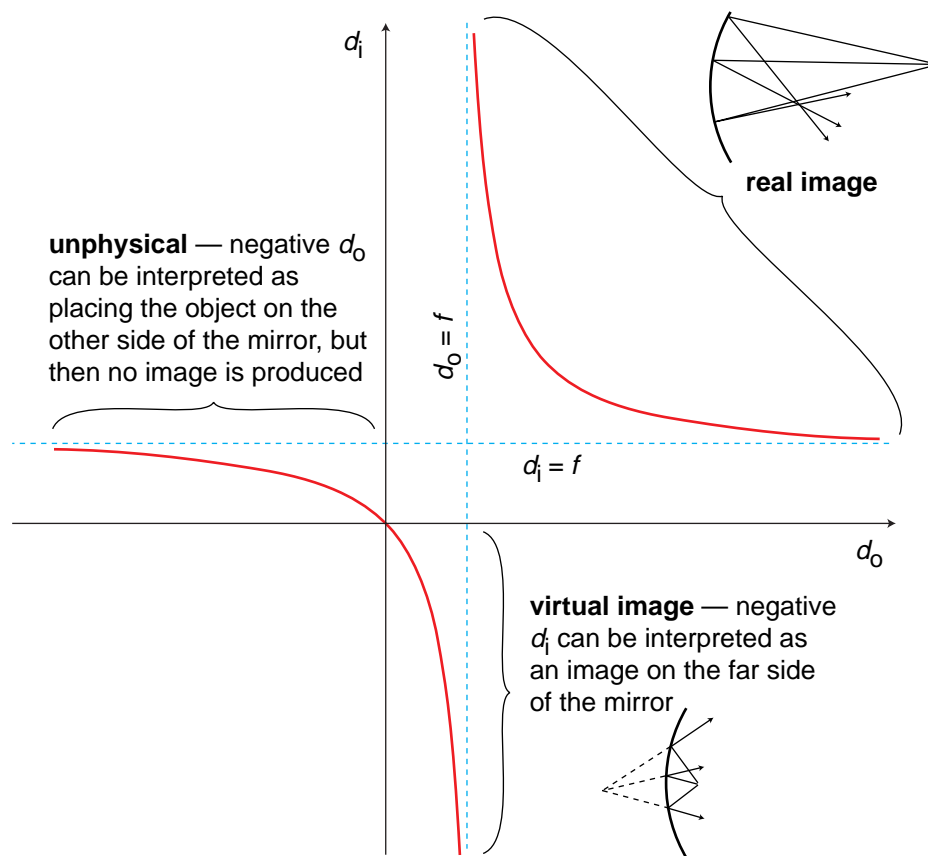 di
real image
unphysical — negative do
can be interpreted as
placing the object on the
other side of the mirror, but
then no image is produced
do = f
di = f
do
virtual image — negative
di can be interpreted as
an image on the far side
of the mirror